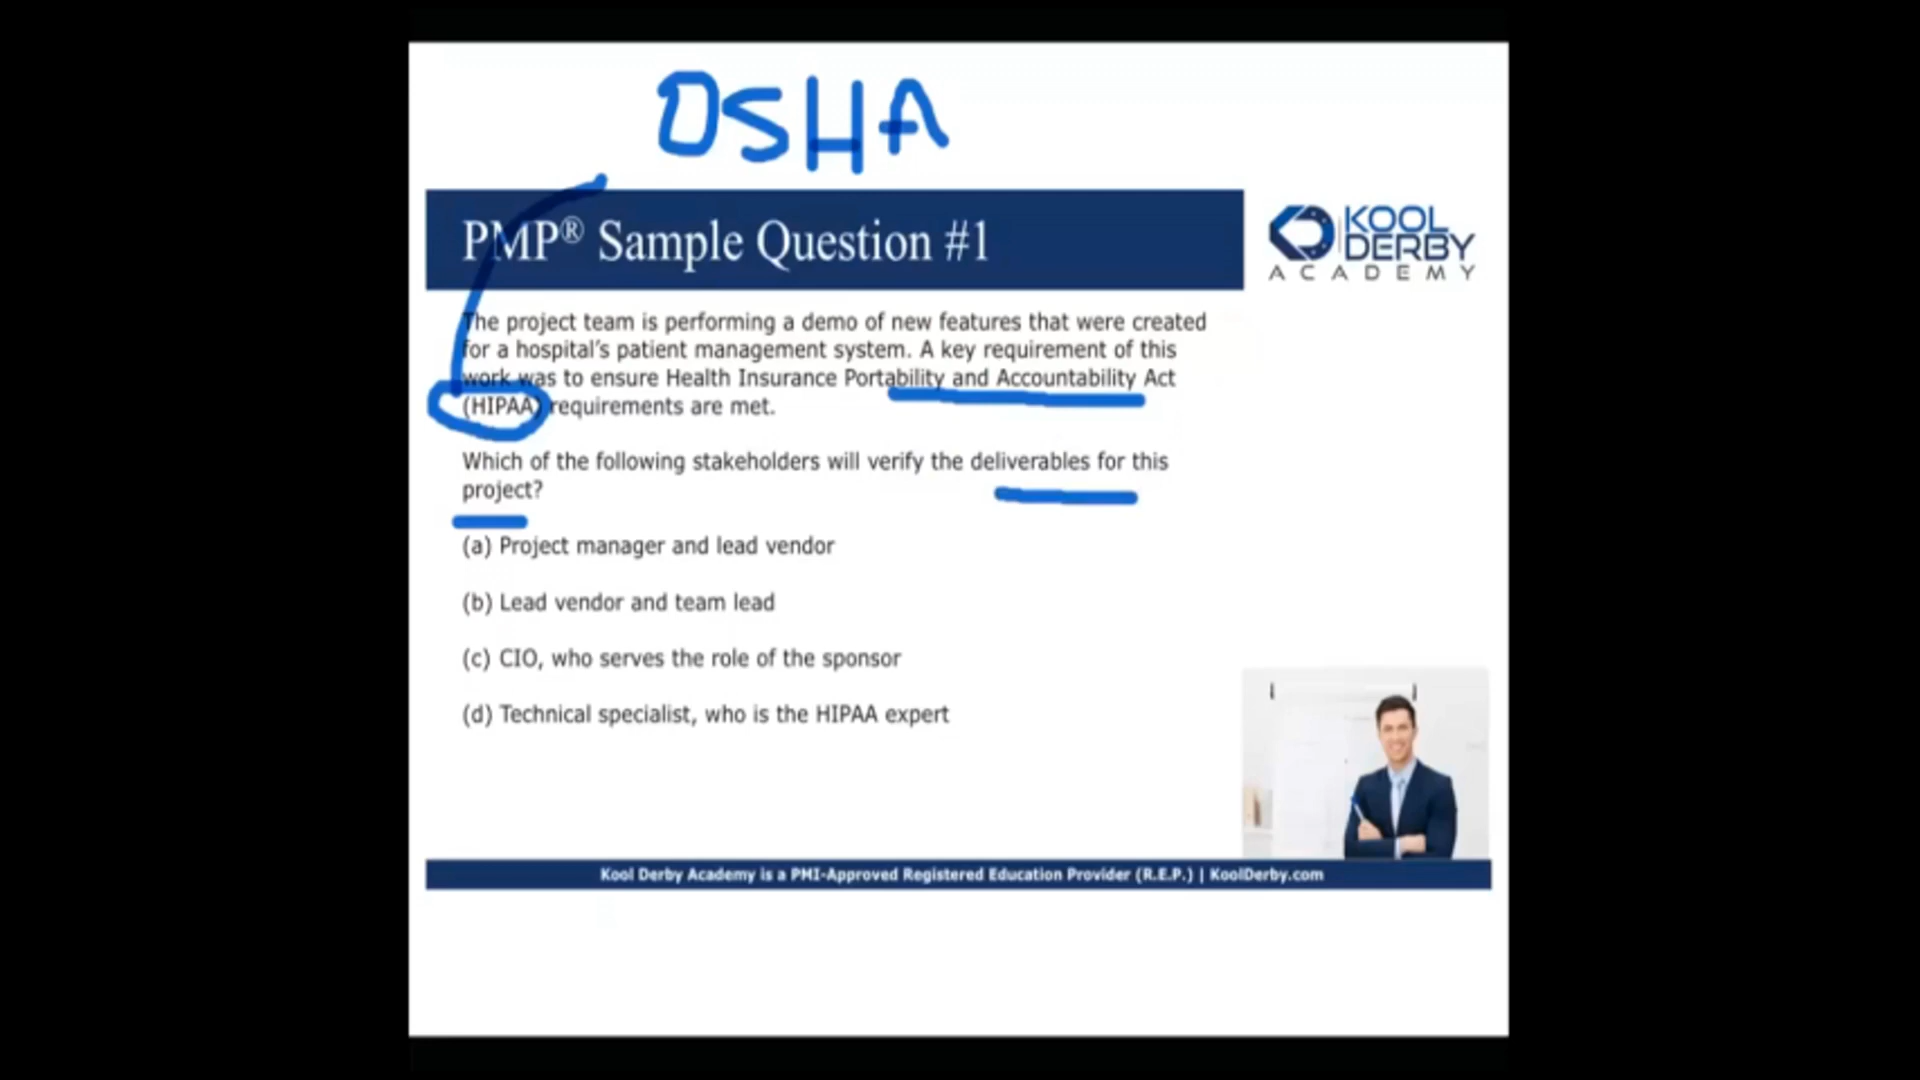 OSHA
PMP® Sample Question #1
KOOL
DERBY
ACADEMY
The project team is performing a demo of new features that were created
for a hospital's patient management system. A key requirement of this
work was to ensure Health Insurance Portability and Accountability Act
(HIPAA) requirements are met.
Which of the following stakeholders will verify the deliverables for this
project?
(a) Project manager and lead vendor
(b) Lead vendor and team lead
(c) CIO, who serves the role of the sponsor
(d) Technical specialist, who is the HIPAA expert
Kool Derby Academy is a PMI-Approved Registered Education Provider (R.E.P.) | KoolDerby.com